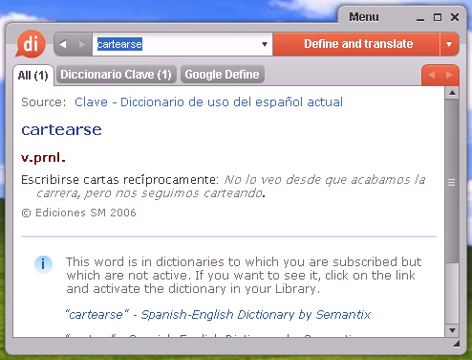 Menu
di
cartearse
Define and translate
All (1)
Diccionario Clave (1)
Google Define
Source: Clave - Diccionario de uso del español actual
cartearse
v.prnl.
Escribirse cartas recíprocamente: No lo veo desde que acabamos la
carrera, pero nos seguimos carteando.
© Ediciones SM 2006
i
This word is in dictionaries to which you are subscribed but
which are not active. If you want to see it, click on the link
and activate the dictionary in your Library.
"cartearse" - Spanish-English Dictionary by Semantix